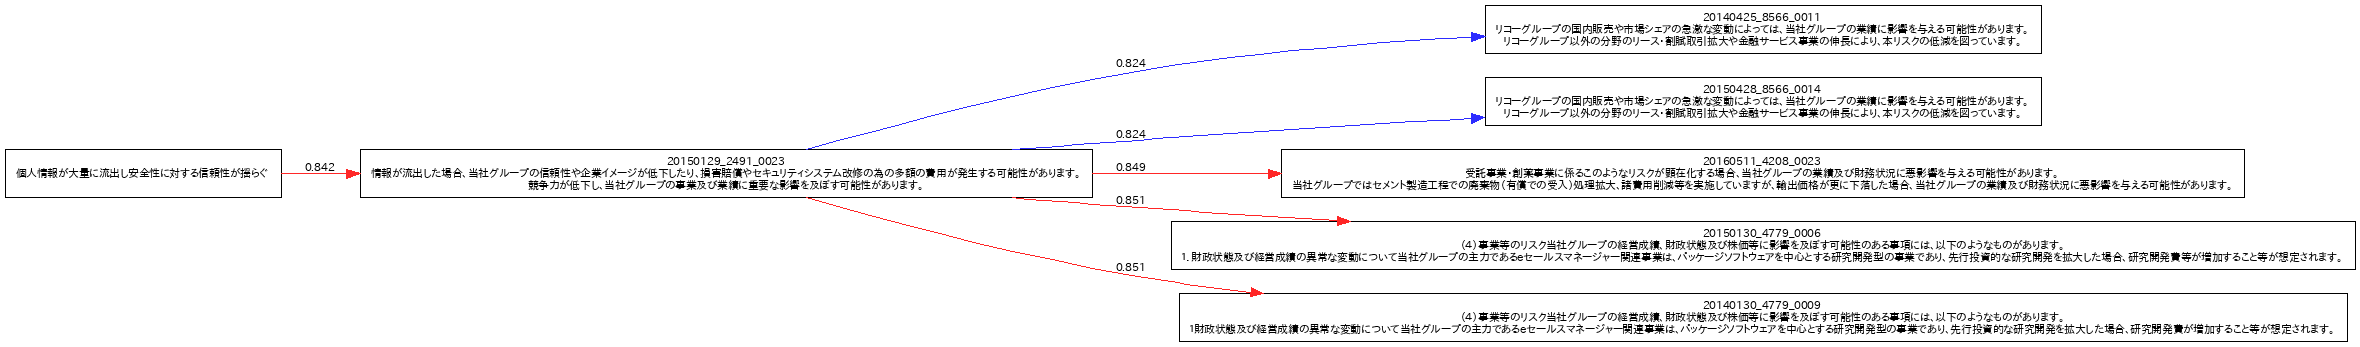 個人情報が大量に流出し安全性に対する信頼性が揺らぐ
0.842
20150129_2491_0023
情報が流出した場合、当社グループの信頼性や企業イメージが低下したり、損害賠償やセキュリティシステム改修の為の多額の費用が発生する可能性があります。
競争力が低下し、当社グループの事業及び業績に重要な影響を及ぼす可能性があります。
0.824
20140425_8566_0011
リコーグループの国内販売や市場シェアの急激な変動によっては、当社グループの業績に影響を与える可能性があります。
リコーグループ以外の分野のリース・割賦取引拡大や金融サービス事業の伸長により、本リスクの低減を図っています。
0.824
20150428_8566_0014
リコーグループの国内販売や市場シェアの急激な変動によっては、当社グループの業績に影響を与える可能性があります。
リコーグループ以外の分野のリース・割賦取引拡大や金融サービス事業の伸長により、本リスクの低減を図っています。
0.849
20160511_4208_0023
受託事業・創薬事業に係るこのようなリスクが顕在化する場合、当社グループの業績及び財務状況に悪影響を与える可能性があります。
当社グループではセメント製造工程での廃棄物（有償での受入）処理拡大、諸費用削減等を実施していますが、輸出価格が更に下落した場合、当社グループの業績及び財務状況に悪影響を与える可能性があります。
0.851
20150130_4779_0006
（4）事業等のリスク当社グループの経営成績、財政状態及び株価等に影響を及ぼす可能性のある事項には、以下のようなものがあります。
1．財政状態及び経営成績の異常な変動について当社グループの主力であるeセールスマネージャー関連事業は、パッケージソフトウェアを中心とする研究開発型の事業であり、先行投資的な研究開発を拡大した場合、研究開発費等が増加すること等が想定されます。
0.851
20140130_4779_0009
（4）事業等のリスク当社グループの経営成績、財政状態及び株価等に影響を及ぼす可能性のある事項には、以下のようなものがあります。
1財政状態及び経営成績の異常な変動について当社グループの主力であるeセールスマネージャー関連事業は、パッケージソフトウェアを中心とする研究開発型の事業であり、先行投資的な研究開発を拡大した場合、研究開発費が増加すること等が想定されます。